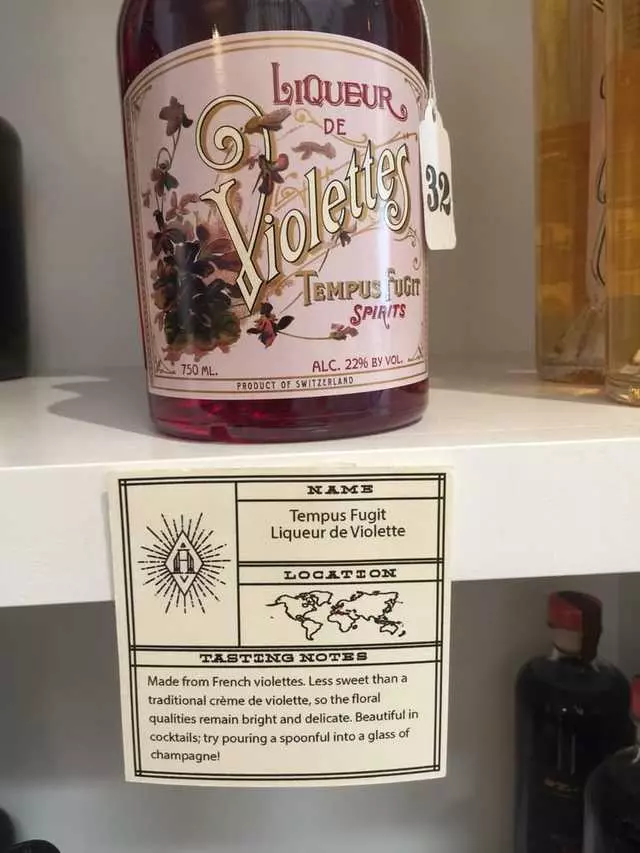 LIQUEUR
DE
Violettes
TEMPUS FUGIT
SPIRITS
32
750 ML.
ALC. 22% BY VOL.
PRODUCT OF SWITZERLAND
NAME
Tempus Fugit
Liqueur de Violette
LOCATION
TASTING NOTES
Made from French violettes. Less sweet than a
traditional crème de violette, so the floral
qualities remain bright and delicate. Beautiful in
cocktails; try pouring a spoonful into a glass of
champagne!